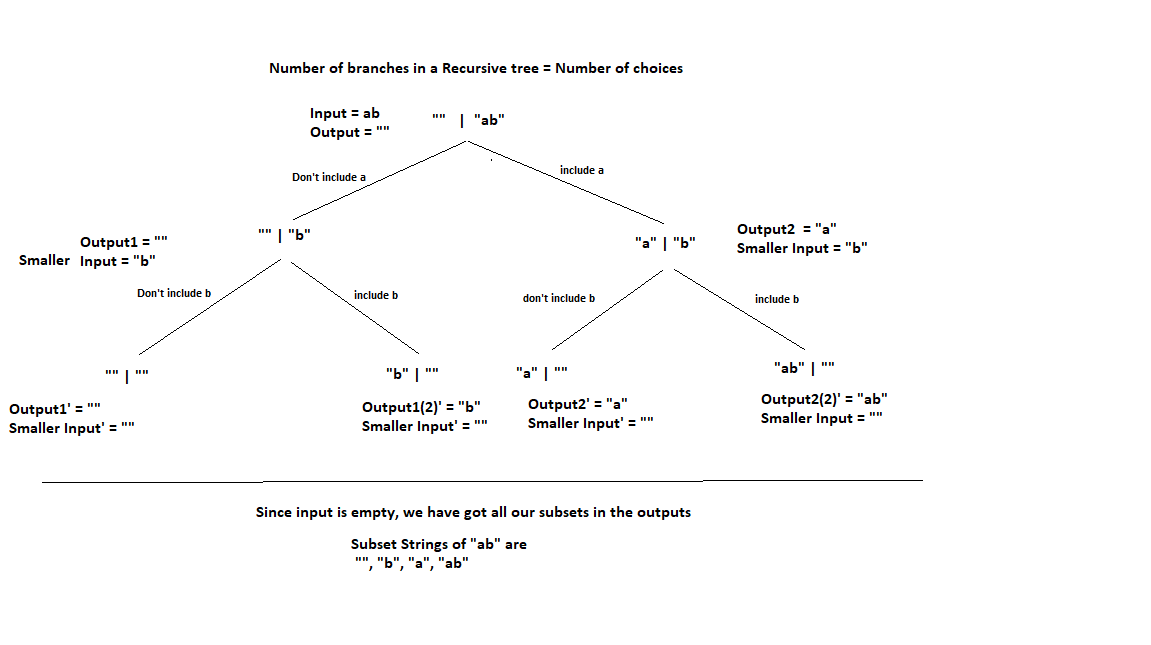 Number of branches in a Recursive tree = Number of choices
Input = ab
Output = ""
"" | "ab"
Don't include a
include a
Output1 = ""
Smaller Input = "b"
"" | "b"
"a" | "b"
Output2 = "a"
Smaller Input = "b"
Don't include b
include b
don't include b
include b
"" | ""
"b" | ""
"a" | ""
"ab" | ""
Output1' = ""
Smaller Input' = ""
Output1(2)' = "b"
Smaller Input' = ""
Output2' = "a"
Smaller Input' = ""
Output2(2)' = "ab"
Smaller Input = ""
Since input is empty, we have got all our subsets in the outputs
Subset Strings of "ab" are
"", "b", "a", "ab"